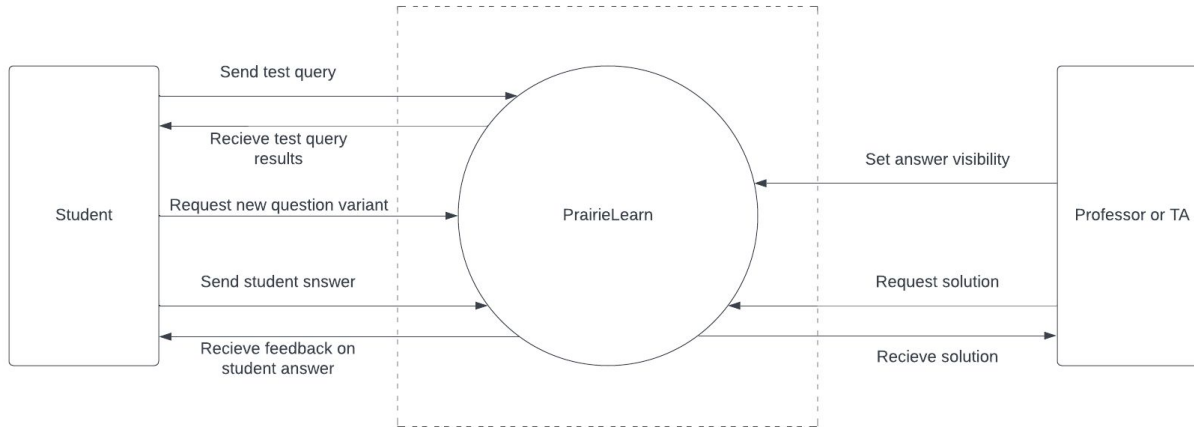 Send test query
Recieve test query
results
Set answer visibility
Student
Request new question variant
PrairieLearn
Professor or TA
Send student snswer
Request solution
Recieve feedback on
student answer
Recieve solution